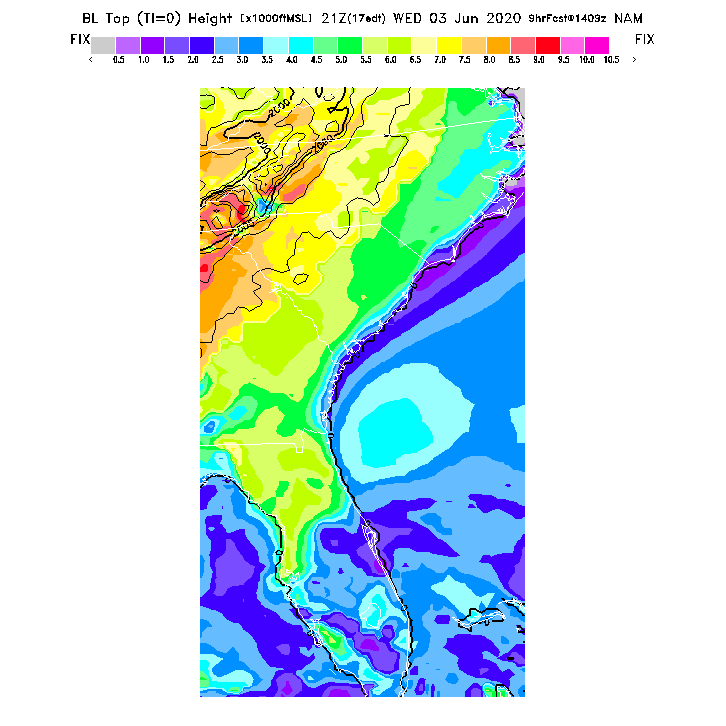 BL Top (TI=0) Height [x1000ftMSL] 21Z(17edt) WED 03 Jun 2020 9hrFcst@1409z NAM
FIX FIX
< 0.5 1.0 1.5 2.0 2.5 3.0 3.5 4.0 4.5 5.0 5.5 6.0 6.5 7.0 7.5 8.0 8.5 9.0 9.5 10.0 10.5 >
2000
2000
2000